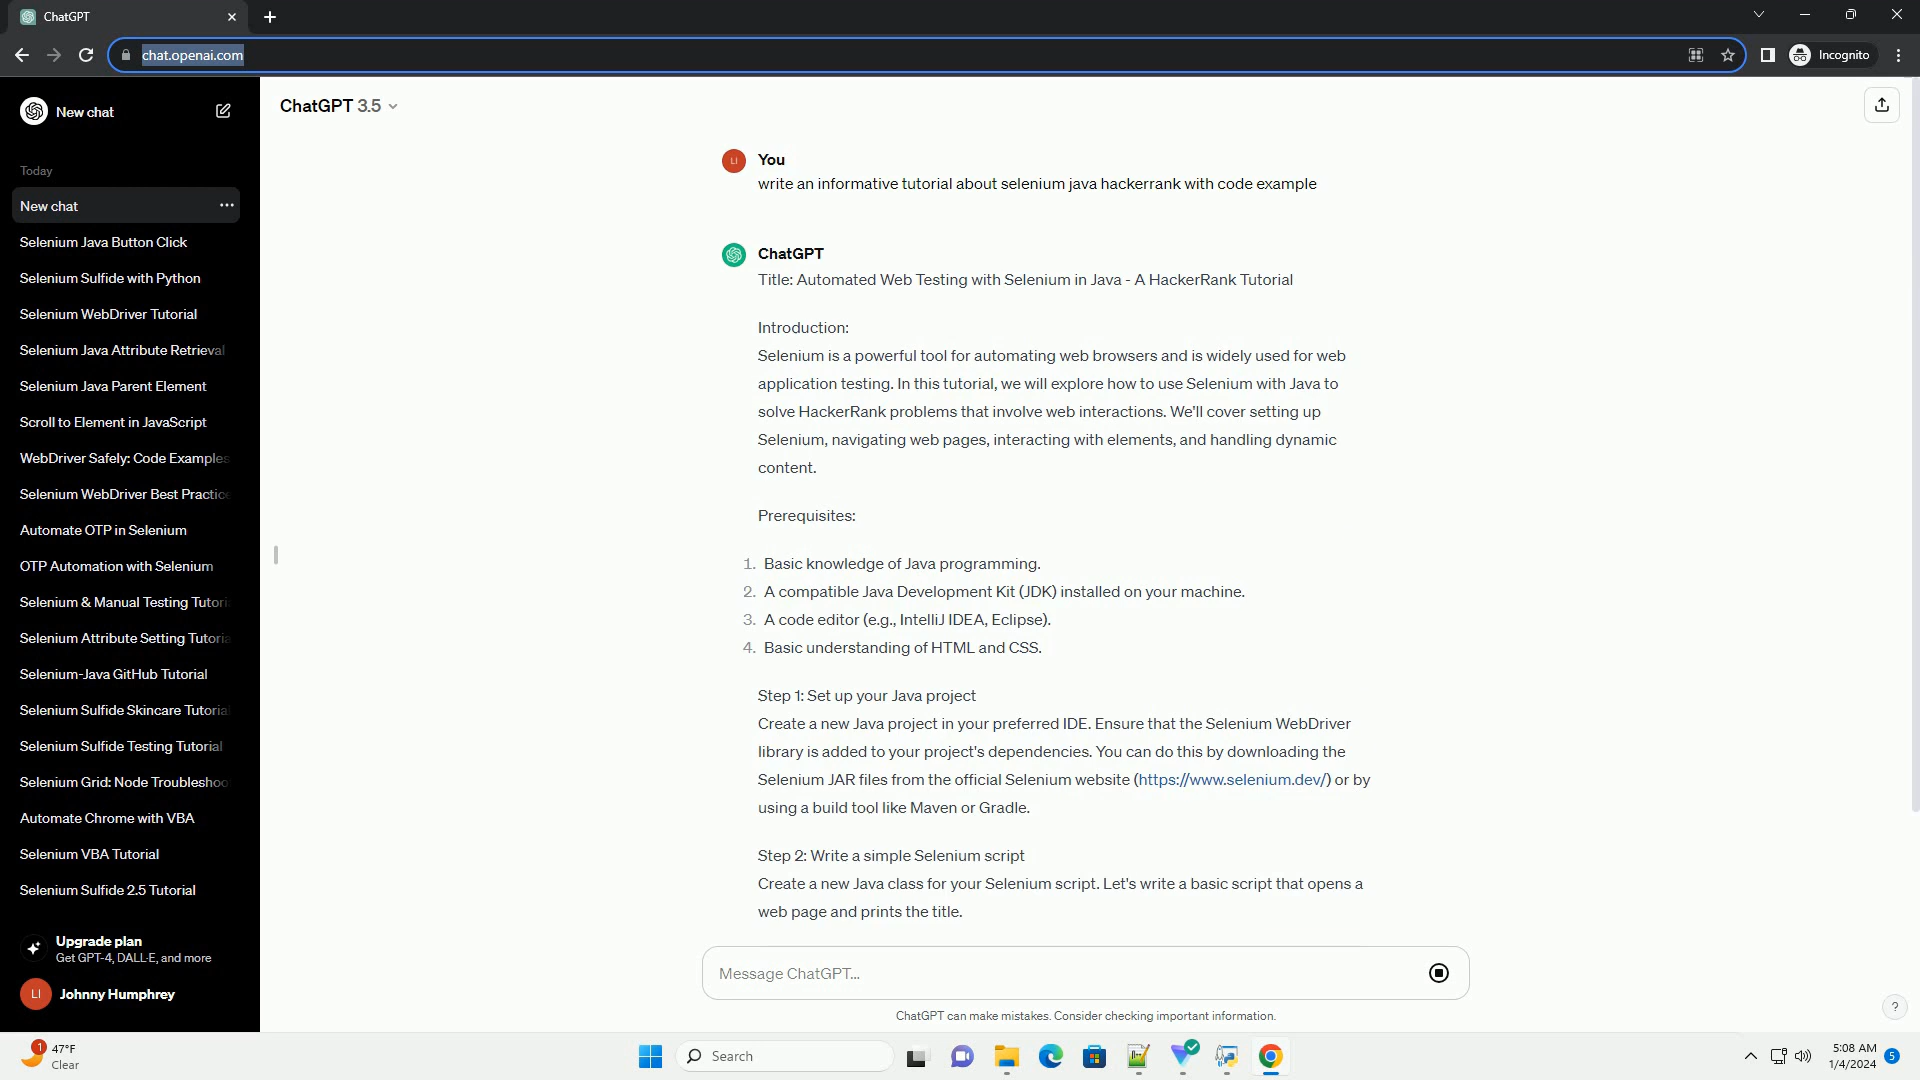 ChatGPT
chat.openai.com
Incognito
New chat
Today
New chat
Selenium Java Button Click
Selenium Sulfide with Python
Selenium WebDriver Tutorial
Selenium Java Attribute Retrieval
Selenium Java Parent Element
Scroll to Element in JavaScript
WebDriver Safely: Code Examples
Selenium WebDriver Best Practice
Automate OTP in Selenium
OTP Automation with Selenium
Selenium & Manual Testing Tutori
Selenium Attribute Setting Tutoria
Selenium-Java GitHub Tutorial
Selenium Sulfide Skincare Tutoria
Selenium Sulfide Testing Tutorial
Selenium Grid: Node Troubleshoo
Automate Chrome with VBA
Selenium VBA Tutorial
Selenium Sulfide 2.5 Tutorial
Upgrade plan
Get GPT-4, DALL·E, and more
LI Johnny Humphrey
ChatGPT 3.5
LI You
write an informative tutorial about selenium java hackerrank with code example
ChatGPT
Title: Automated Web Testing with Selenium in Java - A HackerRank Tutorial
Introduction:
Selenium is a powerful tool for automating web browsers and is widely used for web
application testing. In this tutorial, we will explore how to use Selenium with Java to
solve HackerRank problems that involve web interactions. We'll cover setting up
Selenium, navigating web pages, interacting with elements, and handling dynamic
content.
Prerequisites:
1. Basic knowledge of Java programming.
2. A compatible Java Development Kit (JDK) installed on your machine.
3. A code editor (e.g., IntelliJ IDEA, Eclipse).
4. Basic understanding of HTML and CSS.
Step 1: Set up your Java project
Create a new Java project in your preferred IDE. Ensure that the Selenium WebDriver
library is added to your project's dependencies. You can do this by downloading the
Selenium JAR files from the official Selenium website (https://www.selenium.dev/) or by
using a build tool like Maven or Gradle.
Step 2: Write a simple Selenium script
Create a new Java class for your Selenium script. Let's write a basic script that opens a
web page and prints the title.
Message ChatGPT…
ChatGPT can make mistakes. Consider checking important information.
?
1
47°F
Clear
Search
5:08 AM
1/4/2024
5